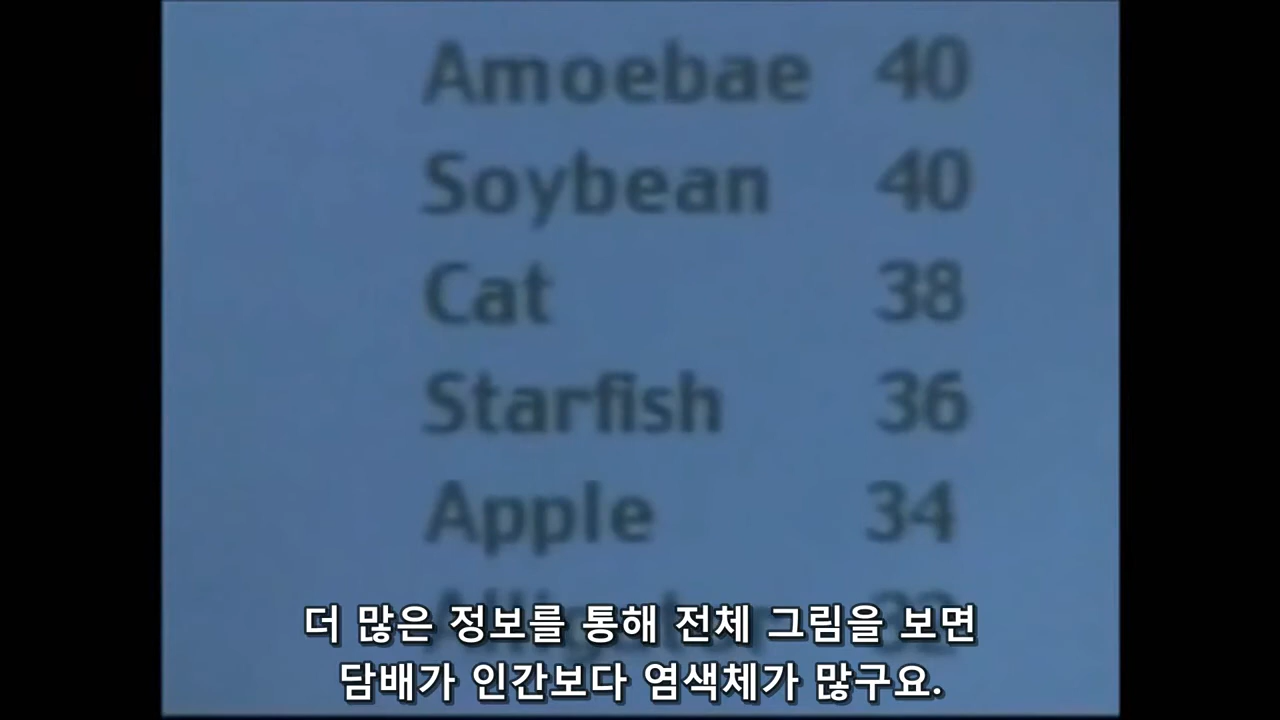 Amoebae 40
Soybean 40
Cat 38
Starfish 36
Apple 34
Alligator 32
더 많은 정보를 통해 전체 그림을 보면
담배가 인간보다 염색체가 많구요.